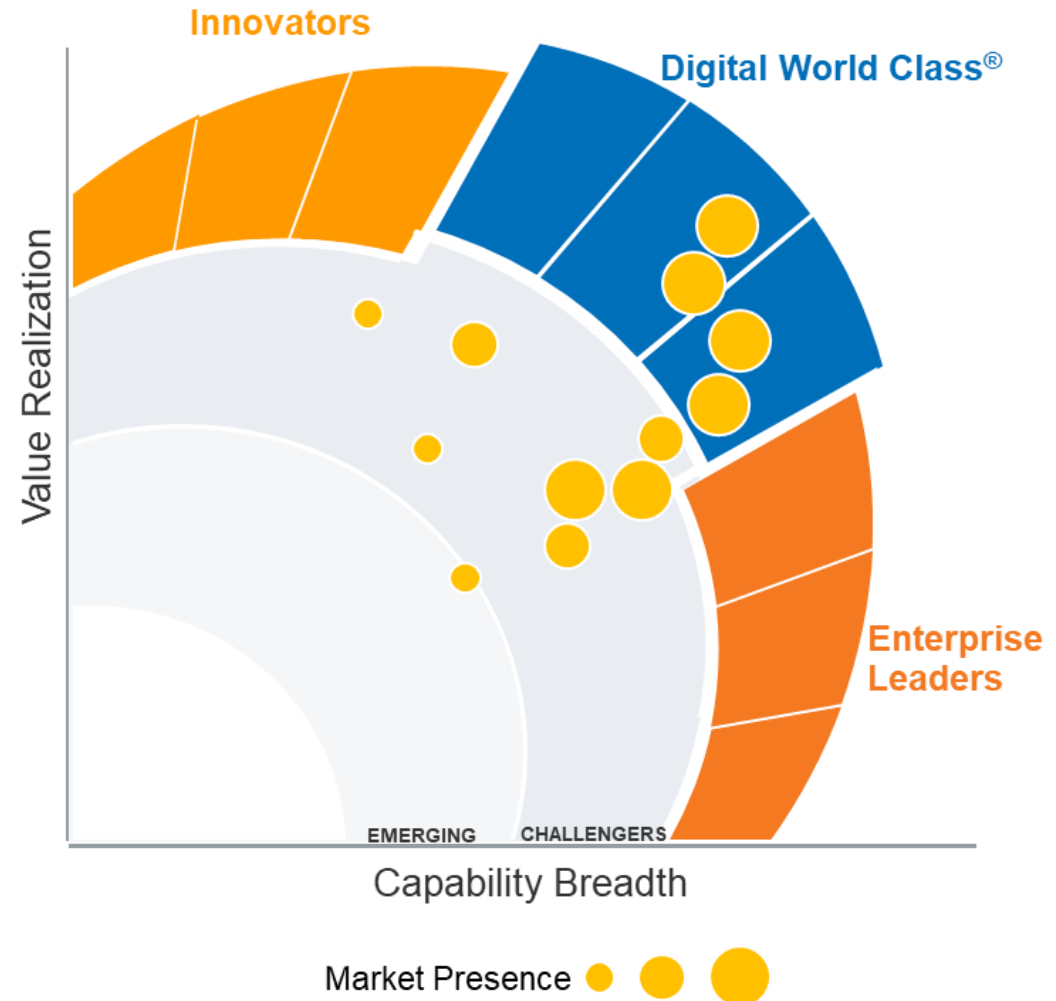 Innovators
Digital World Class®
Value Realization
Enterprise
Leaders
EMERGING
CHALLENGERS
Capability Breadth
Market Presence